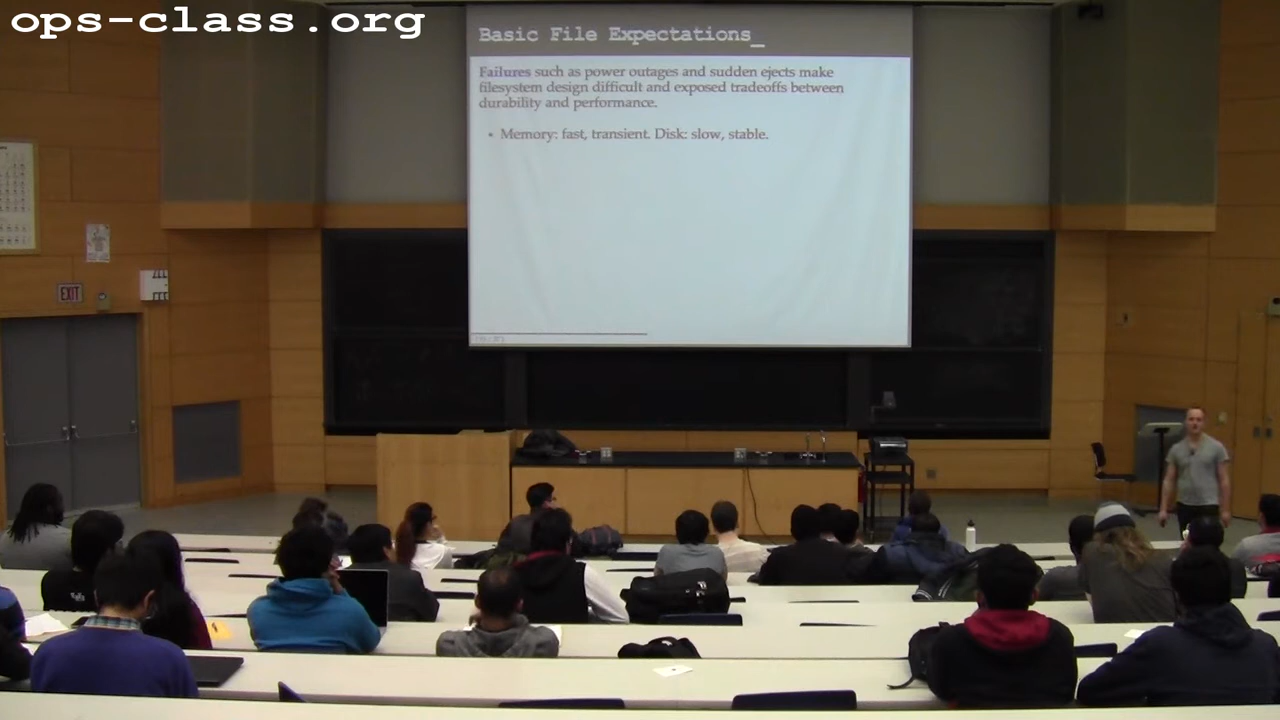 ops-class.org
Basic File Expectations_
Failures such as power outages and sudden ejects make
filesystem design difficult and exposed tradeoffs between
durability and performance.
• Memory: fast, transient. Disk: slow, stable.
EXIT